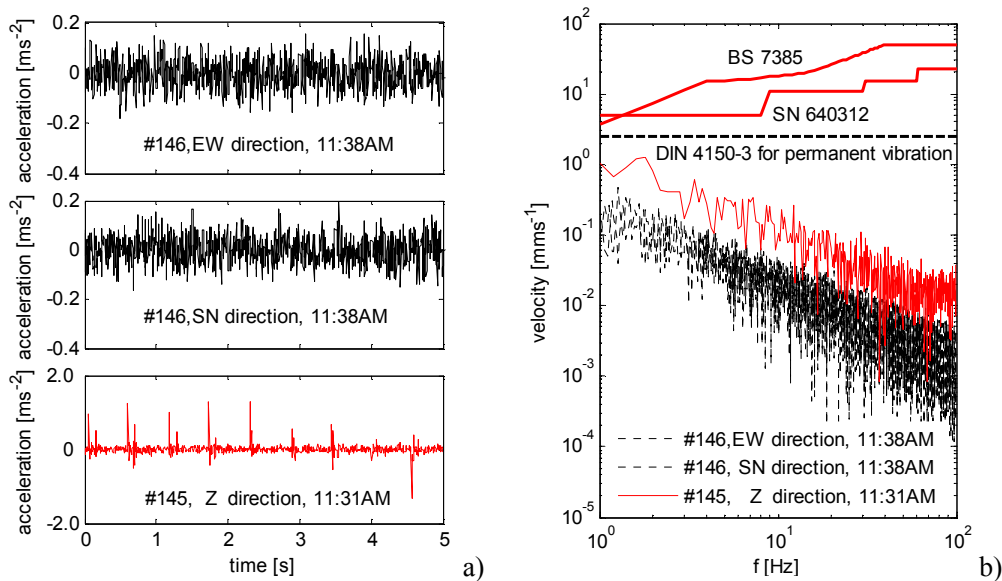 acceleration [ms-2]
0.2
0
-0.2
-0.4
#146,EW direction, 11:38AM
acceleration [ms-2]
0.2
0
-0.2
-0.4
#146,SN direction, 11:38AM
acceleration [ms-2]
2.0
0
-2.0
#145, Z direction, 11:31AM
0 1 2 3 4 5
time [s]
a)
velocity [mms-1]
10^2
10^1
10^0
10^-1
10^-2
10^-3
10^-4
10^-5
BS 7385
SN 640312
DIN 4150-3 for permanent vibration
#146,EW direction, 11:38AM
#146, SN direction, 11:38AM
#145, Z direction, 11:31AM
10^0 10^1 10^2
f [Hz]
b)